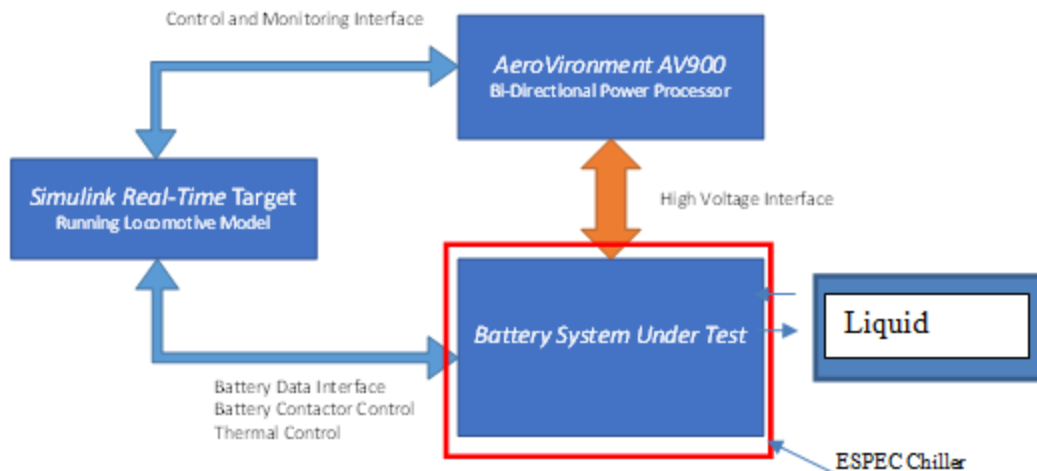 Control and Monitoring Interface
AeroVironment AV900
Bi-Directional Power Processor
Simulink Real-Time Target
Running Locomotive Model
High Voltage Interface
Battery System Under Test
Liquid
Battery Data Interface
Battery Contactor Control
Thermal Control
ESPEC Chiller